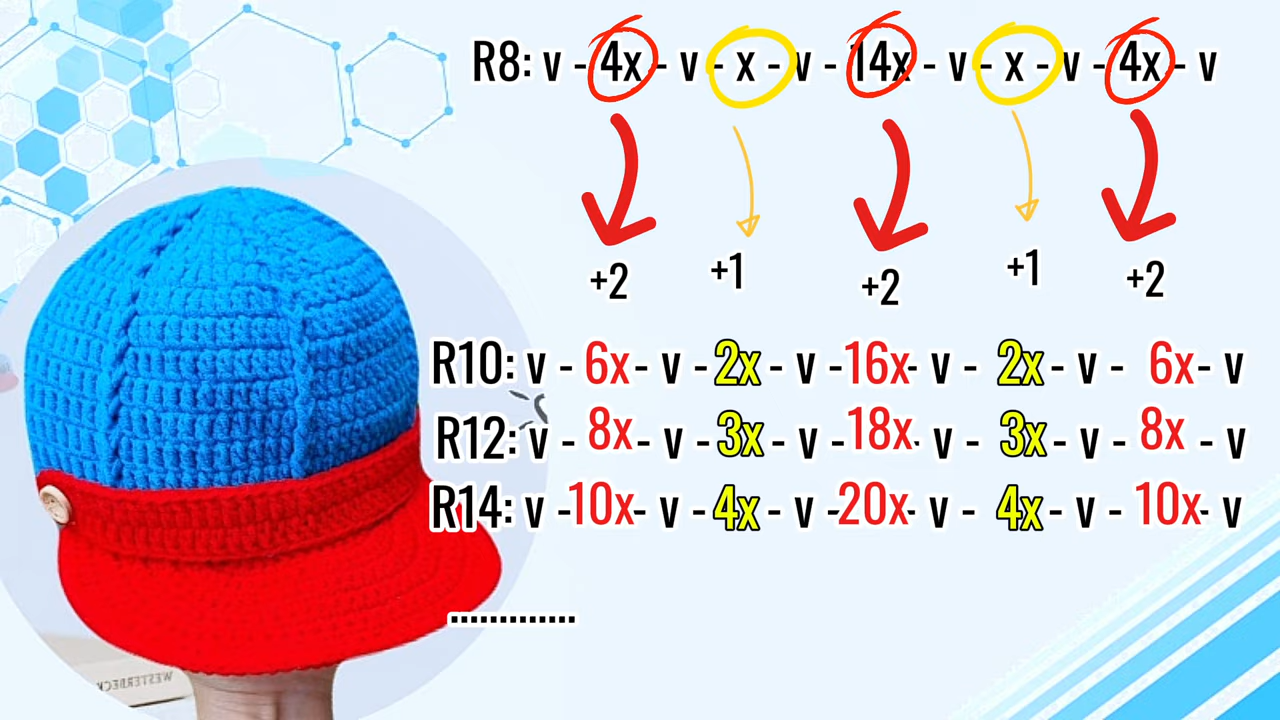 R8: v - 4x - v - x - v - 14x - v - x - v - 4x - v
+2 +1 +2 +1 +2
R10: v - 6x - v - 2x - v - 16x - v - 2x - v - 6x - v
R12: v - 8x - v - 3x - v - 18x - v - 3x - v - 8x - v
R14: v - 10x - v - 4x - v - 20x - v - 4x - v - 10x - v
.............
WESTERBECK